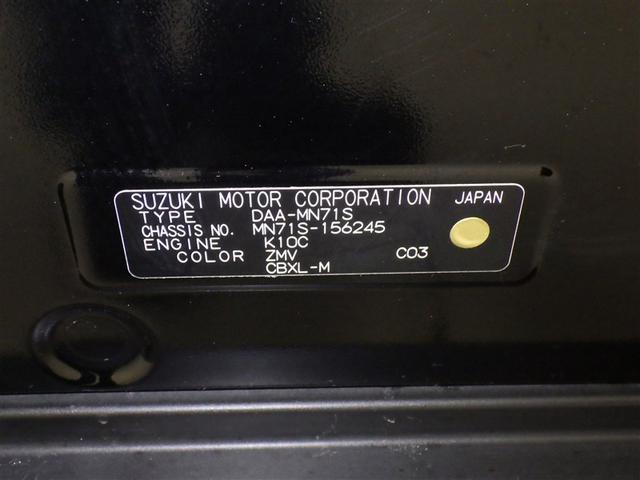 SUZUKI MOTOR CORPORATION JAPAN
TYPE DAA-MN71S
CHASSIS NO. MN71S-156245
ENGINE K10C
COLOR ZMV C03
CBXL-M